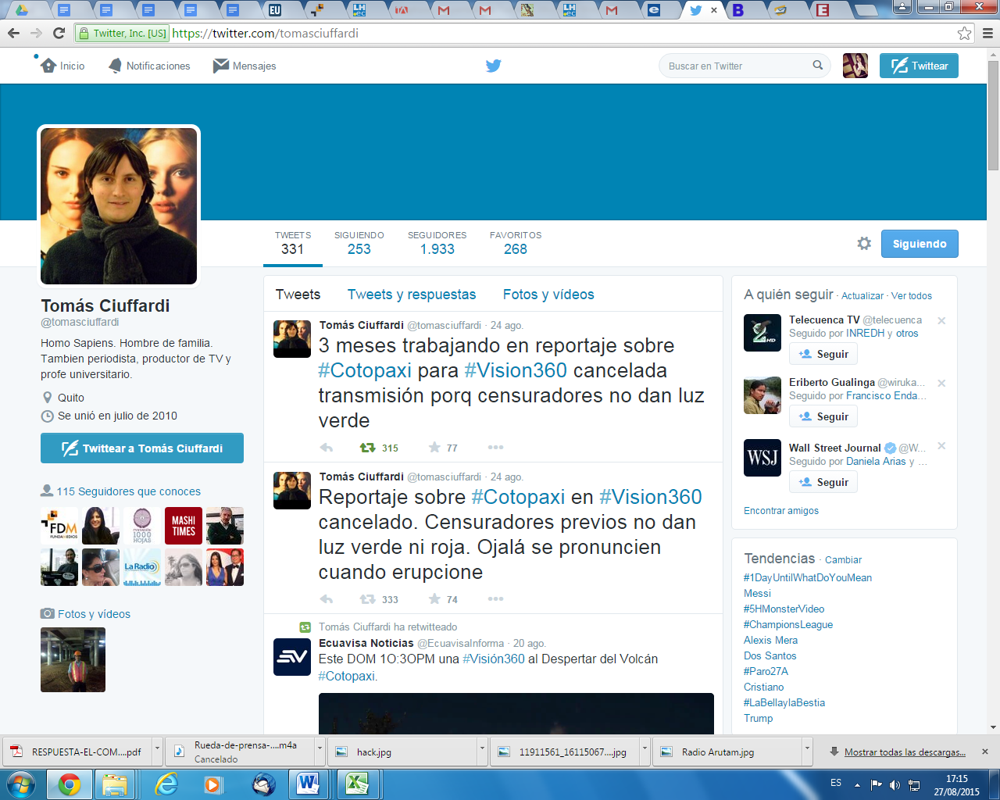 Twitter, Inc. [US] https://twitter.com/tomasciuffardi
Inicio Notificaciones Mensajes Buscar en Twitter Twittear
TWEETS SIGUIENDO SEGUIDORES FAVORITOS
331 253 1.933 268
Siguiendo
Tomás Ciuffardi
@tomasciuffardi
Homo Sapiens. Hombre de familia.
Tambien periodista, productor de TV y
profe universitario.
Quito
Se unió en julio de 2010
Twittear a Tomás Ciuffardi
115 Seguidores que conoces
FDM
FUNDAMEDIOS
FUNDACIÓN
1000
HOJAS
MASHI
TIMES
La Radio
Fotos y vídeos
Tweets Tweets y respuestas Fotos y vídeos
Tomás Ciuffardi @tomasciuffardi · 24 ago.
3 meses trabajando en reportaje sobre
#Cotopaxi para #Vision360 cancelada
transmisión porq censuradores no dan luz
verde
315 77
Tomás Ciuffardi @tomasciuffardi · 24 ago.
Reportaje sobre #Cotopaxi en #Vision360
cancelado. Censuradores previos no dan
luz verde ni roja. Ojalá se pronuncien
cuando erupcione
333 74
Tomás Ciuffardi ha retwitteado
Ecuavisa Noticias @EcuavisaInforma · 20 ago.
Este DOM 1O:3OPM una #Visión360 al Despertar del Volcán
#Cotopaxi.
A quién seguir · Actualizar · Ver todos
HD
Telecuenca TV @telecuenca
Seguido por INREDH y otros
Seguir
Eriberto Gualinga @wiruka...
Seguido por Francisco Enda...
Seguir
WSJ
Wall Street Journal @W...
Seguido por Daniela Arias y ...
Seguir
Encontrar amigos
Tendencias · Cambiar
#1DayUntilWhatDoYouMean
Messi
#5HMonsterVideo
#ChampionsLeague
Alexis Mera
Dos Santos
#Paro27A
Cristiano
#LaBellaylaBestia
Trump
RESPUESTA-EL-COM....pdf
Rueda-de-prensa-....m4a
Cancelado
hack.jpg
11911561_16115067....jpg
Radio Arutam.jpg
Mostrar todas las descargas...
ES
17:15
27/08/2015